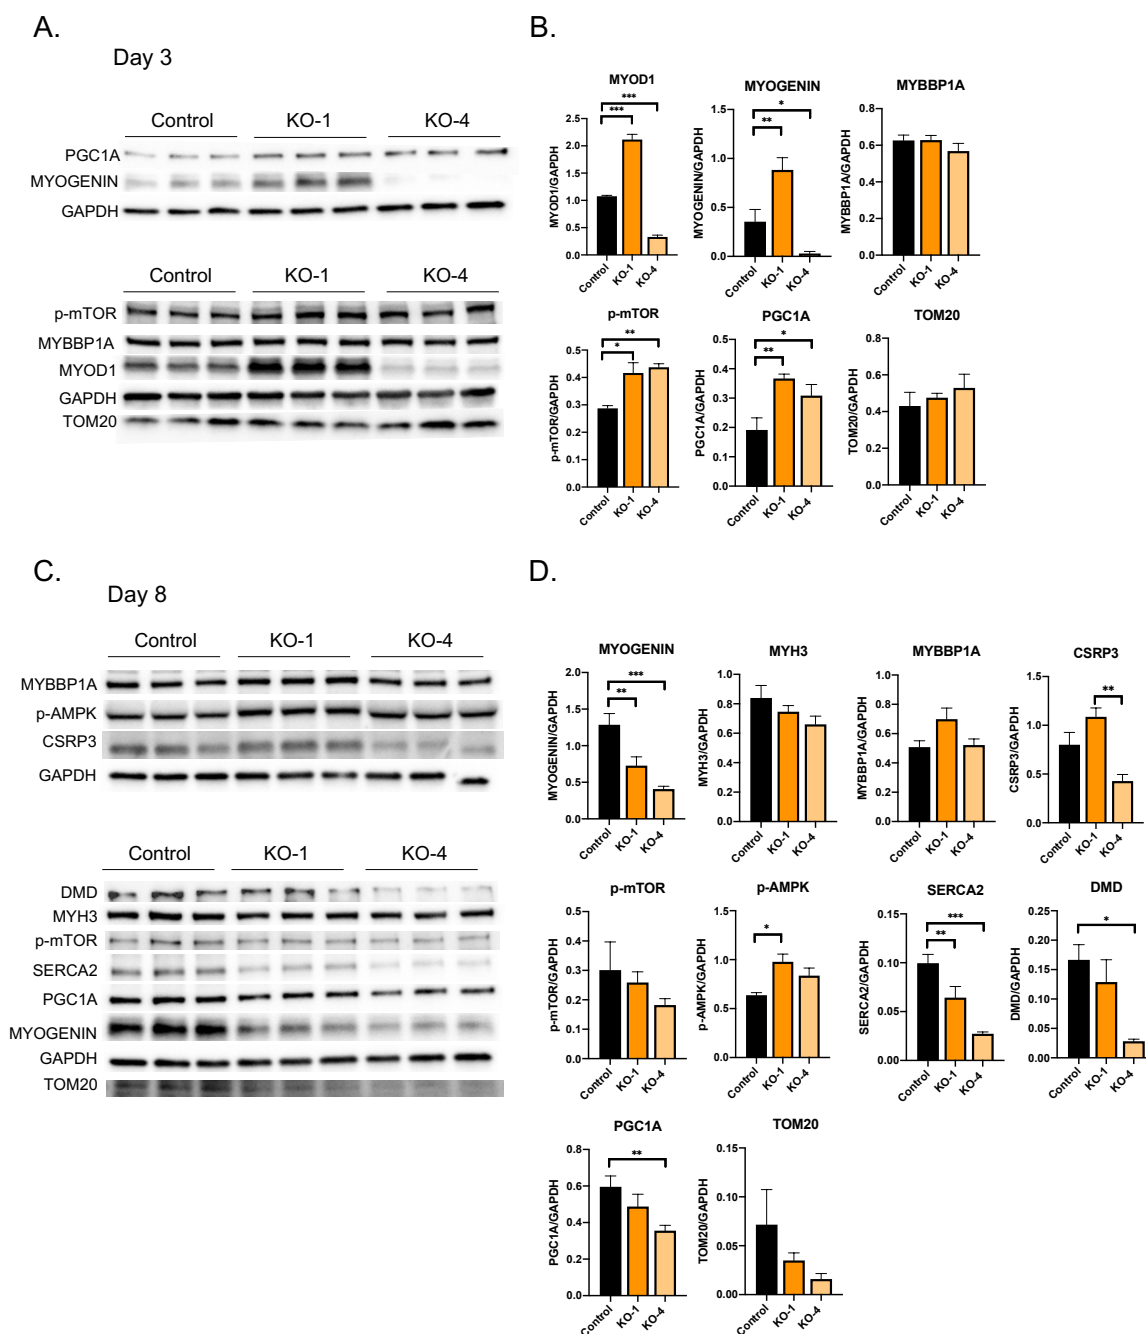 A.
Day 3
Control KO-1 KO-4
PGC1A
MYOGENIN
GAPDH
Control KO-1 KO-4
p-mTOR
MYBBP1A
MYOD1
GAPDH
TOM20
B.
MYOD1
*** 
***
MYOD1/GAPDH
2.5
2.0
1.5
1.0
0.5
0.0
Control KO-1 KO-4
MYOGENIN
*
**
MYOGENIN/GAPDH
1.5
1.0
0.5
0.0
Control KO-1 KO-4
MYBBP1A
MYBBP1A/GAPDH
0.8
0.6
0.4
0.2
0.0
Control KO-1 KO-4
p-mTOR
**
*
p-mTOR/GAPDH
0.5
0.4
0.3
0.2
0.1
0.0
Control KO-1 KO-4
PGC1A
*
**
PGC1A/GAPDH
0.5
0.4
0.3
0.2
0.1
0.0
Control KO-1 KO-4
TOM20
TOM20/GAPDH
0.8
0.6
0.4
0.2
0.0
Control KO-1 KO-4
C.
Day 8
Control KO-1 KO-4
MYBBP1A
p-AMPK
CSRP3
GAPDH
Control KO-1 KO-4
DMD
MYH3
p-mTOR
SERCA2
PGC1A
MYOGENIN
GAPDH
TOM20
D.
MYOGENIN
***
**
MYOGENIN/GAPDH
2.0
1.5
1.0
0.5
0.0
Control KO-1 KO-4
MYH3
MYH3/GAPDH
1.0
0.8
0.6
0.4
0.2
0.0
Control KO-1 KO-4
MYBBP1A
MYBBP1A/GAPDH
1.0
0.8
0.6
0.4
0.2
0.0
Control KO-1 KO-4
CSRP3
**
CSRP3/GAPDH
1.5
1.0
0.5
0.0
Control KO-1 KO-4
p-mTOR
p-mTOR/GAPDH
0.5
0.4
0.3
0.2
0.1
0.0
Control KO-1 KO-4
p-AMPK
*
p-AMPK/GAPDH
1.5
1.0
0.5
0.0
Control KO-1 KO-4
SERCA2
***
**
SERCA2/GAPDH
0.15
0.10
0.05
0.00
Control KO-1 KO-4
DMD
*
DMD/GAPDH
0.25
0.20
0.15
0.10
0.05
0.00
Control KO-1 KO-4
PGC1A
**
PGC1A/GAPDH
0.8
0.6
0.4
0.2
0.0
Control KO-1 KO-4
TOM20
TOM20/GAPDH
0.15
0.10
0.05
0.00
Control KO-1 KO-4